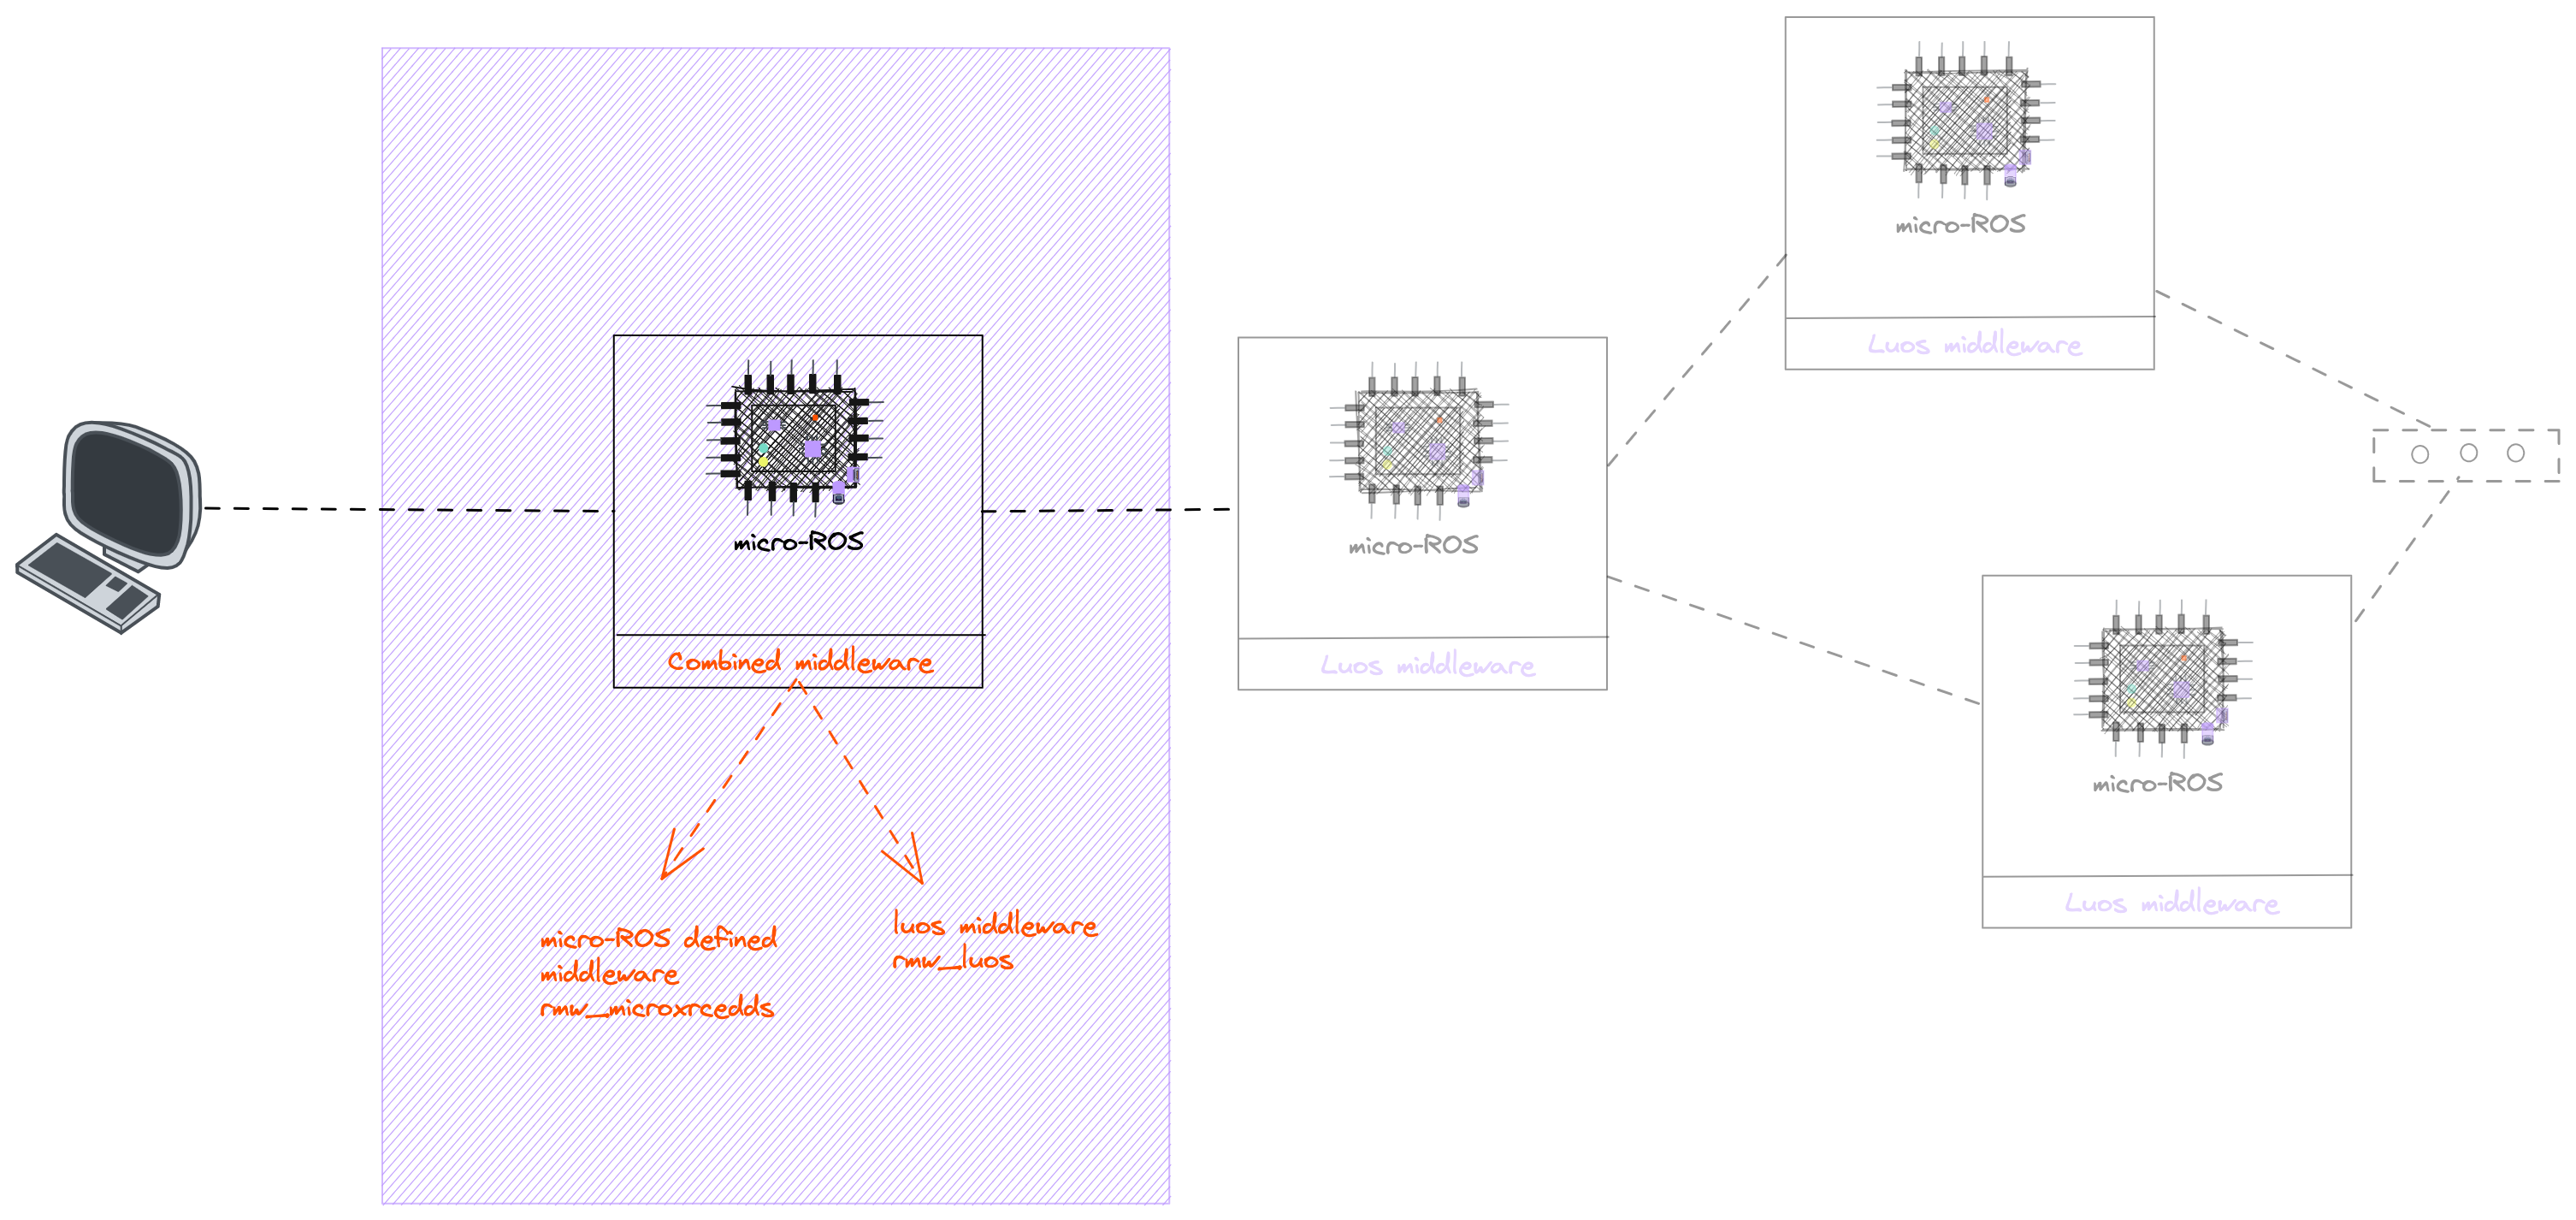 micro-ROS
Combined middleware
micro-ROS defined
middleware
rmw_microxrcedds
luos middleware
rmw_luos
micro-ROS
Luos middleware
micro-ROS
Luos middleware
micro-ROS
Luos middleware